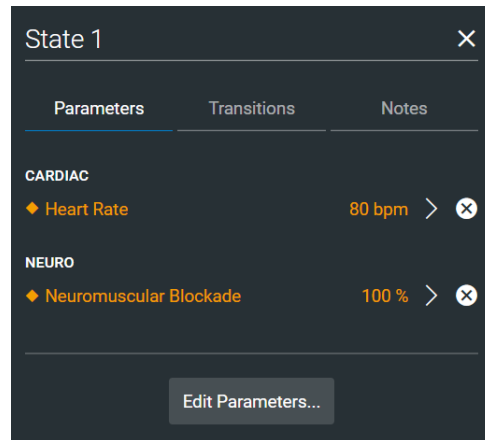 State 1
Parameters Transitions Notes
CARDIAC
Heart Rate 80 bpm
NEURO
Neuromuscular Blockade 100 %
Edit Parameters...